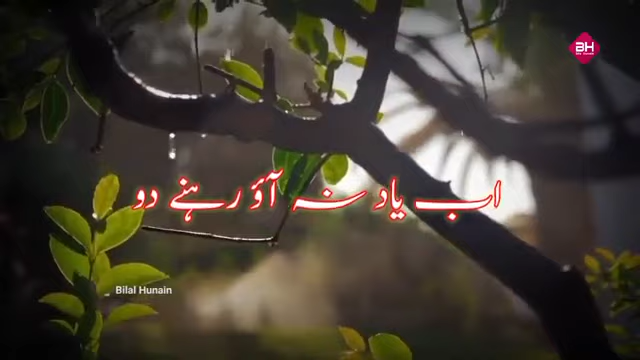 BH
اب یاد نہ آؤ رہنے دو
Bilal Hunain